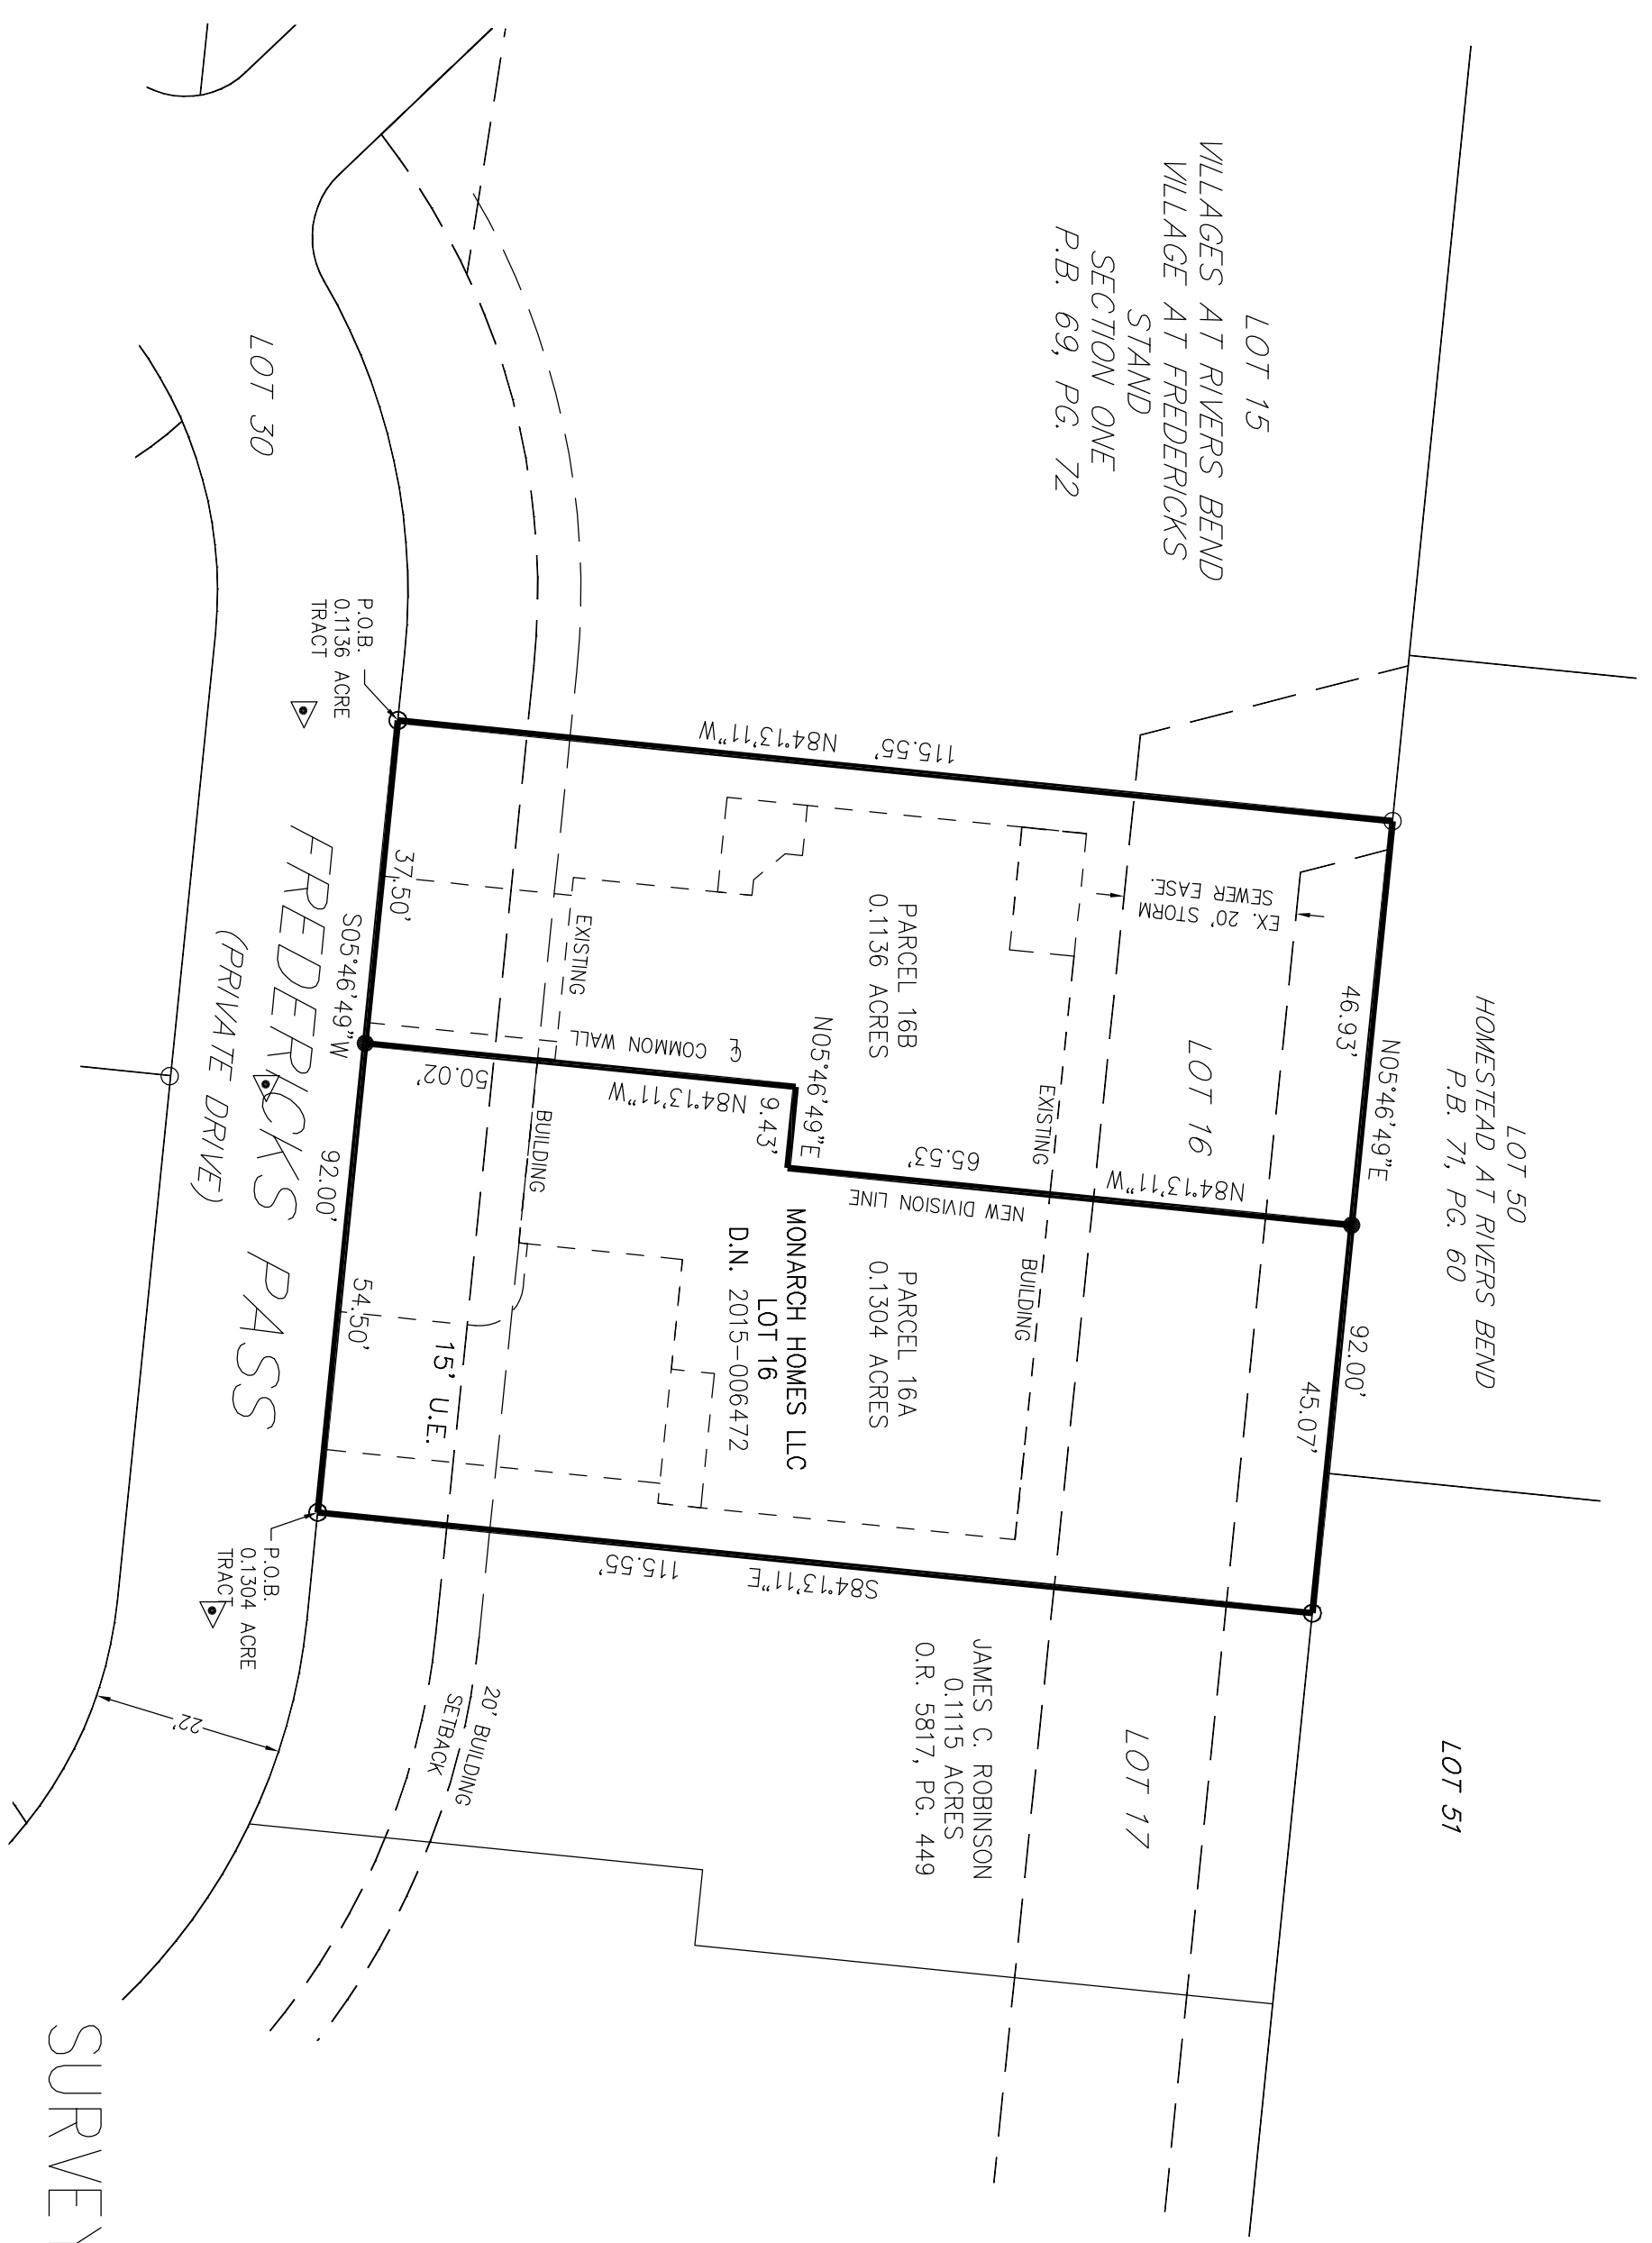 LOT 15
VILLAGES AT RIVERS BEND
VILLAGE AT FREDERICKS
STAND
SECTION ONE
P.B. 69, PG. 72
LOT 30
LOT 50
HOMESTEAD AT RIVERS BEND
P.B. 71, PG. 60
LOT 51
N05°46'49"E
92.00'
46.93'
45.07'
N84°13'11"W 115.55'
EX. 20' STORM
SEWER EASE.
LOT 16
PARCEL 16B
0.1136 ACRES
EXISTING
BUILDING
N84°13'11"W
65.53'
NEW DIVISION LINE
N05°46'49"E
9.43'
℄ COMMON WALL
N84°13'11"W
50.02'
EXISTING
BUILDING
PARCEL 16A
0.1304 ACRES
MONARCH HOMES LLC
LOT 16
D.N. 2015-006472
15' U.E.
37.50'
54.50'
S05°46'49"W
92.00'
S84°13'11"E
115.55'
P.O.B.
0.1136 ACRE
TRACT
P.O.B.
0.1304 ACRE
TRACT
FREDERICKS PASS
(PRIVATE DRIVE)
22'
20' BUILDING
SETBACK
LOT 17
JAMES C. ROBINSON
0.1115 ACRES
O.R. 5817, PG. 449